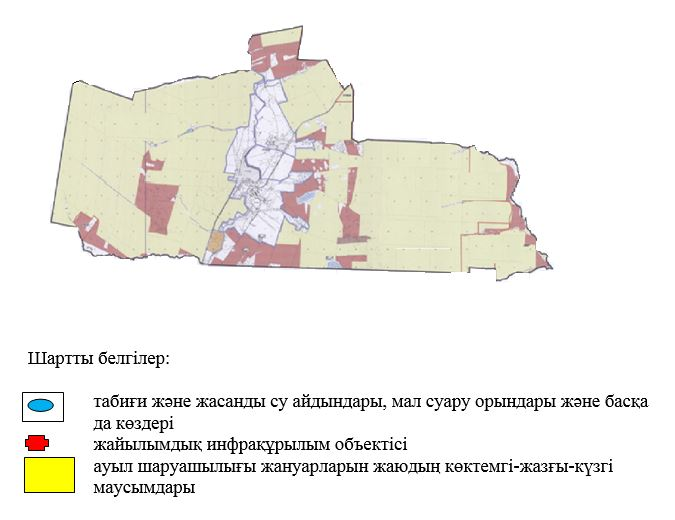 Шартты белгілер:
табиғи және жасанды су айдындары, мал суару орындары және басқа
да көздері
жайылымдық инфрақұрылым объектісі
ауыл шаруашылығы жануарларын жаюдың көктемгі-жазғы-күзгі
маусымдары